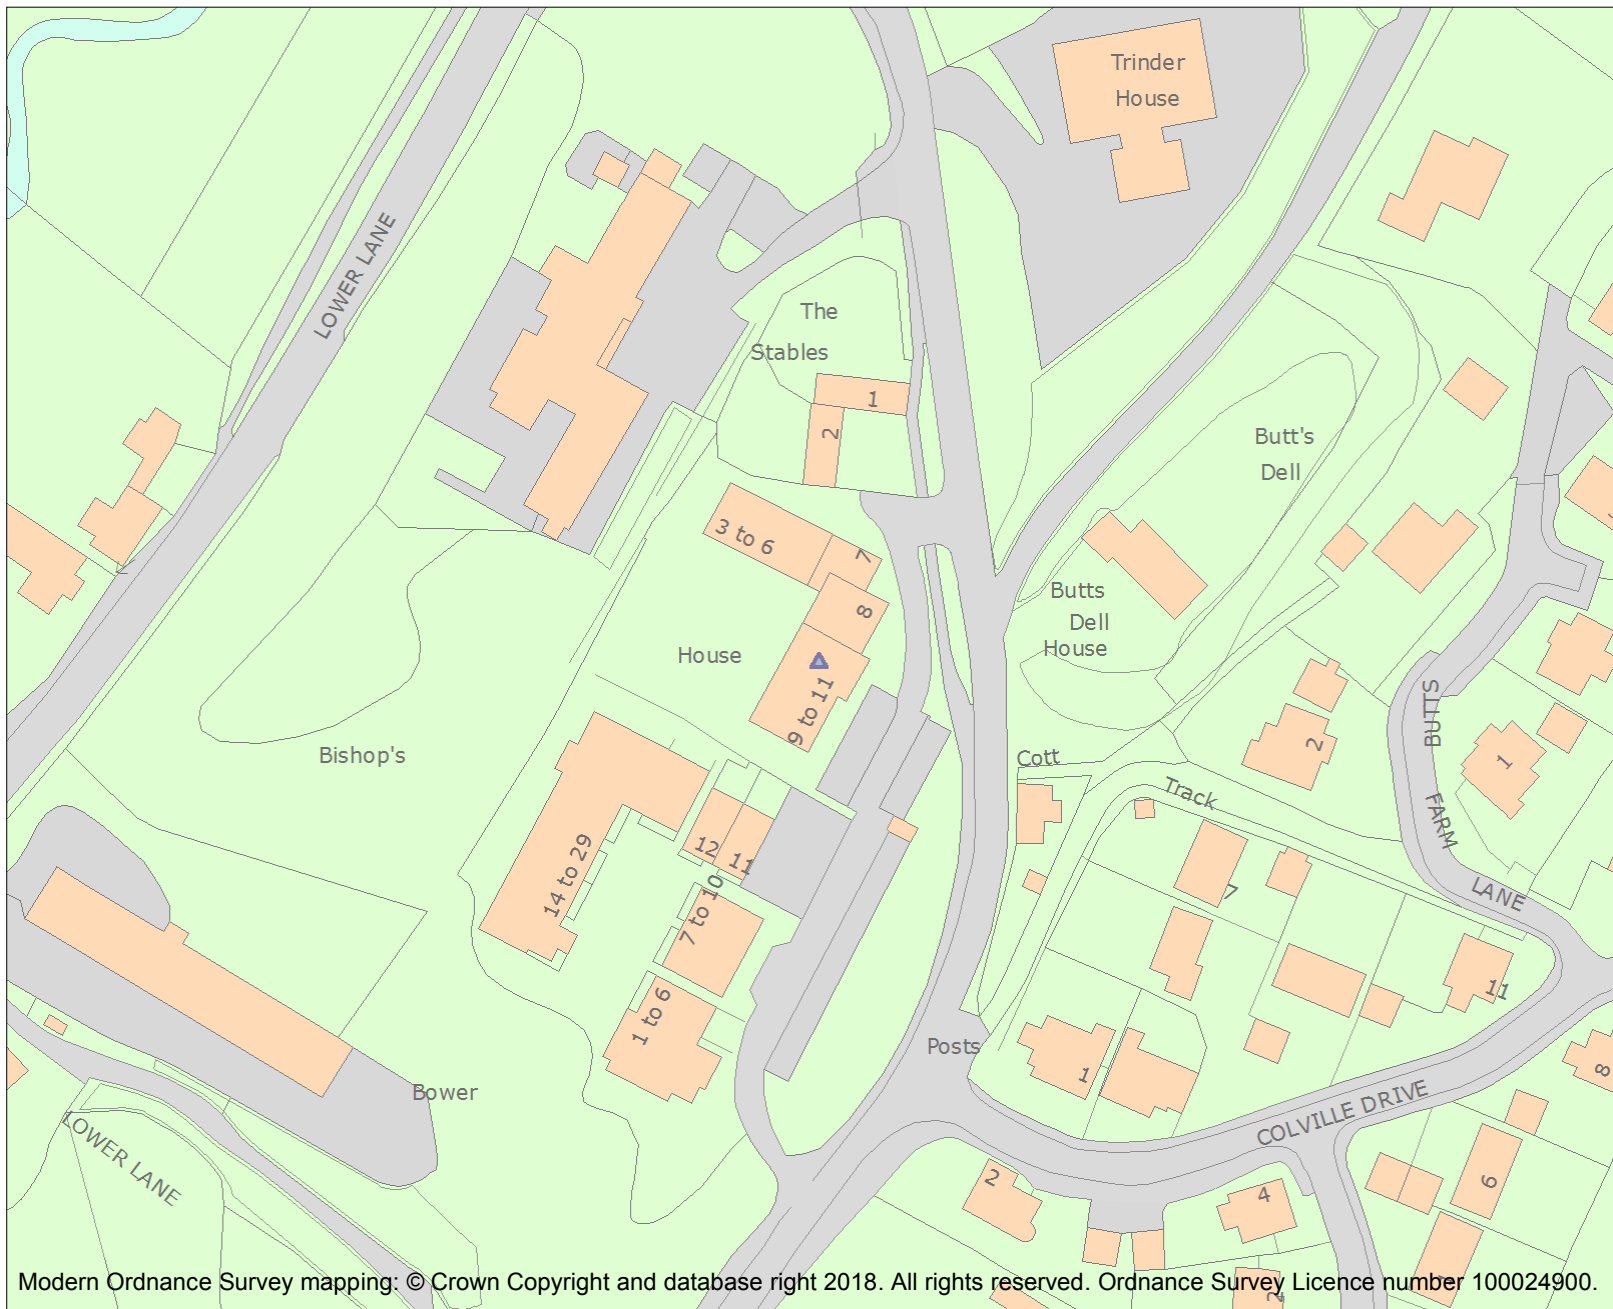 Trinder
House
LOWER LANE
The
Stables
1
2
Butt's
Dell
3 to 6
7
8
Butts
Dell
House
House
9 to 11
BUTTS
FARM
LANE
2
1
Bishop's
Cott
Track
14 to 29
12
11
7 to 10
7
11
1 to 6
Posts
1
8
Bower
COLVILLE DRIVE
LOWER LANE
2
4
6
Modern Ordnance Survey mapping: © Crown Copyright and database right 2018. All rights reserved. Ordnance Survey Licence number 100024900.